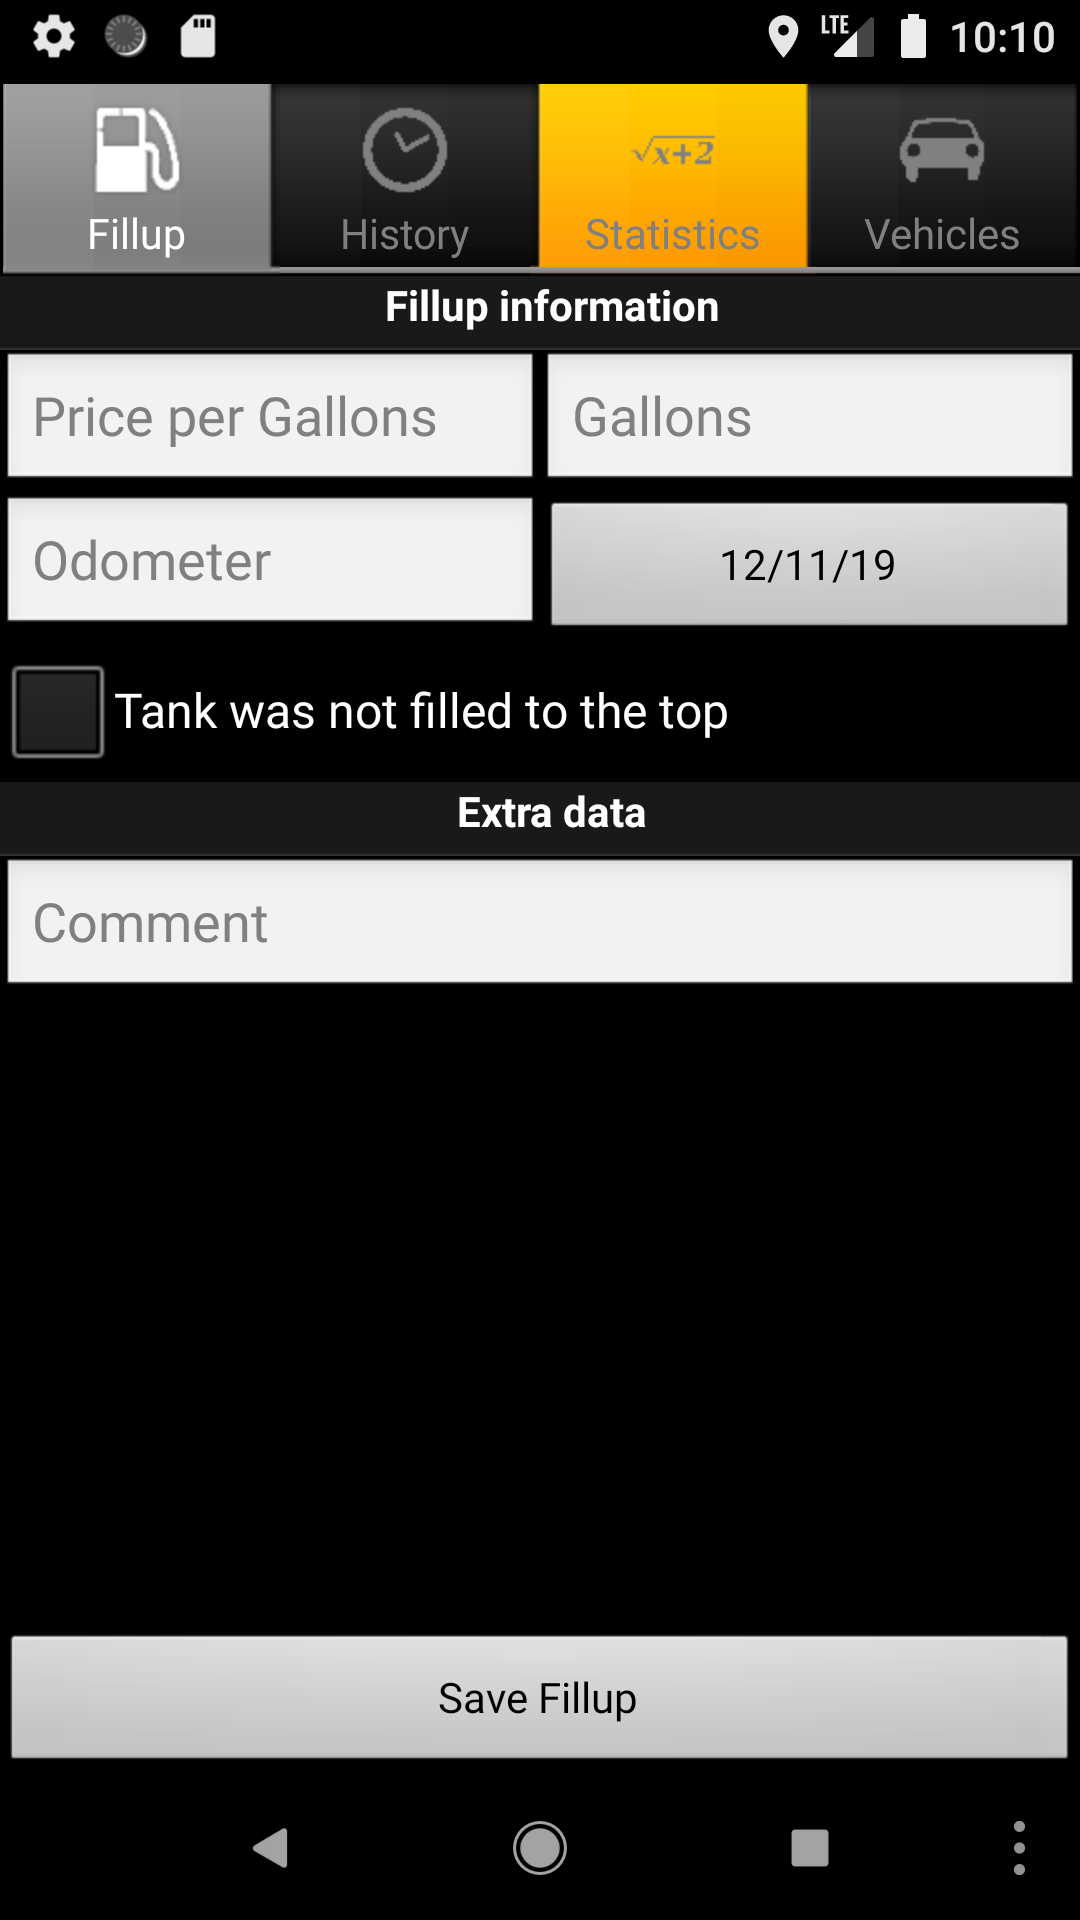 LTE 10:10
√x+2
Fillup History Statistics Vehicles
Fillup information
Price per Gallons Gallons
Odometer 12/11/19
Tank was not filled to the top
Extra data
Comment
Save Fillup